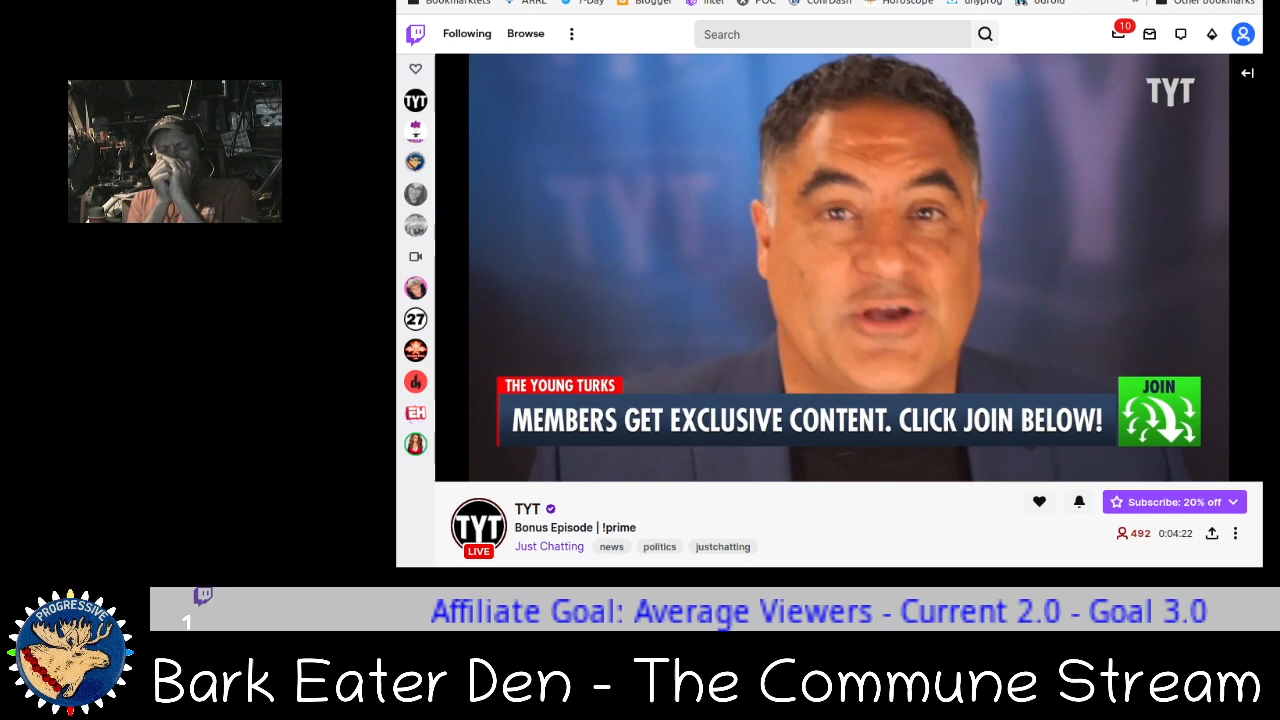 Bookmarklets
ARRL
7-Day
Blogger
Intel
POC
ComDash
Horoscope
tinyprog
odroid
»
Other bookmarks
Following
Browse
Search
10
TYT
27
EH
TYT
THE YOUNG TURKS
MEMBERS GET EXCLUSIVE CONTENT. CLICK JOIN BELOW!
JOIN
TYT
LIVE
TYT
Bonus Episode | !prime
Just Chatting
news
politics
justchatting
Subscribe: 20% off
492
0:04:22
PROGRESSIVE
1
Affiliate Goal: Average Viewers - Current 2.0 - Goal 3.0
Bark Eater Den - The Commune Stream